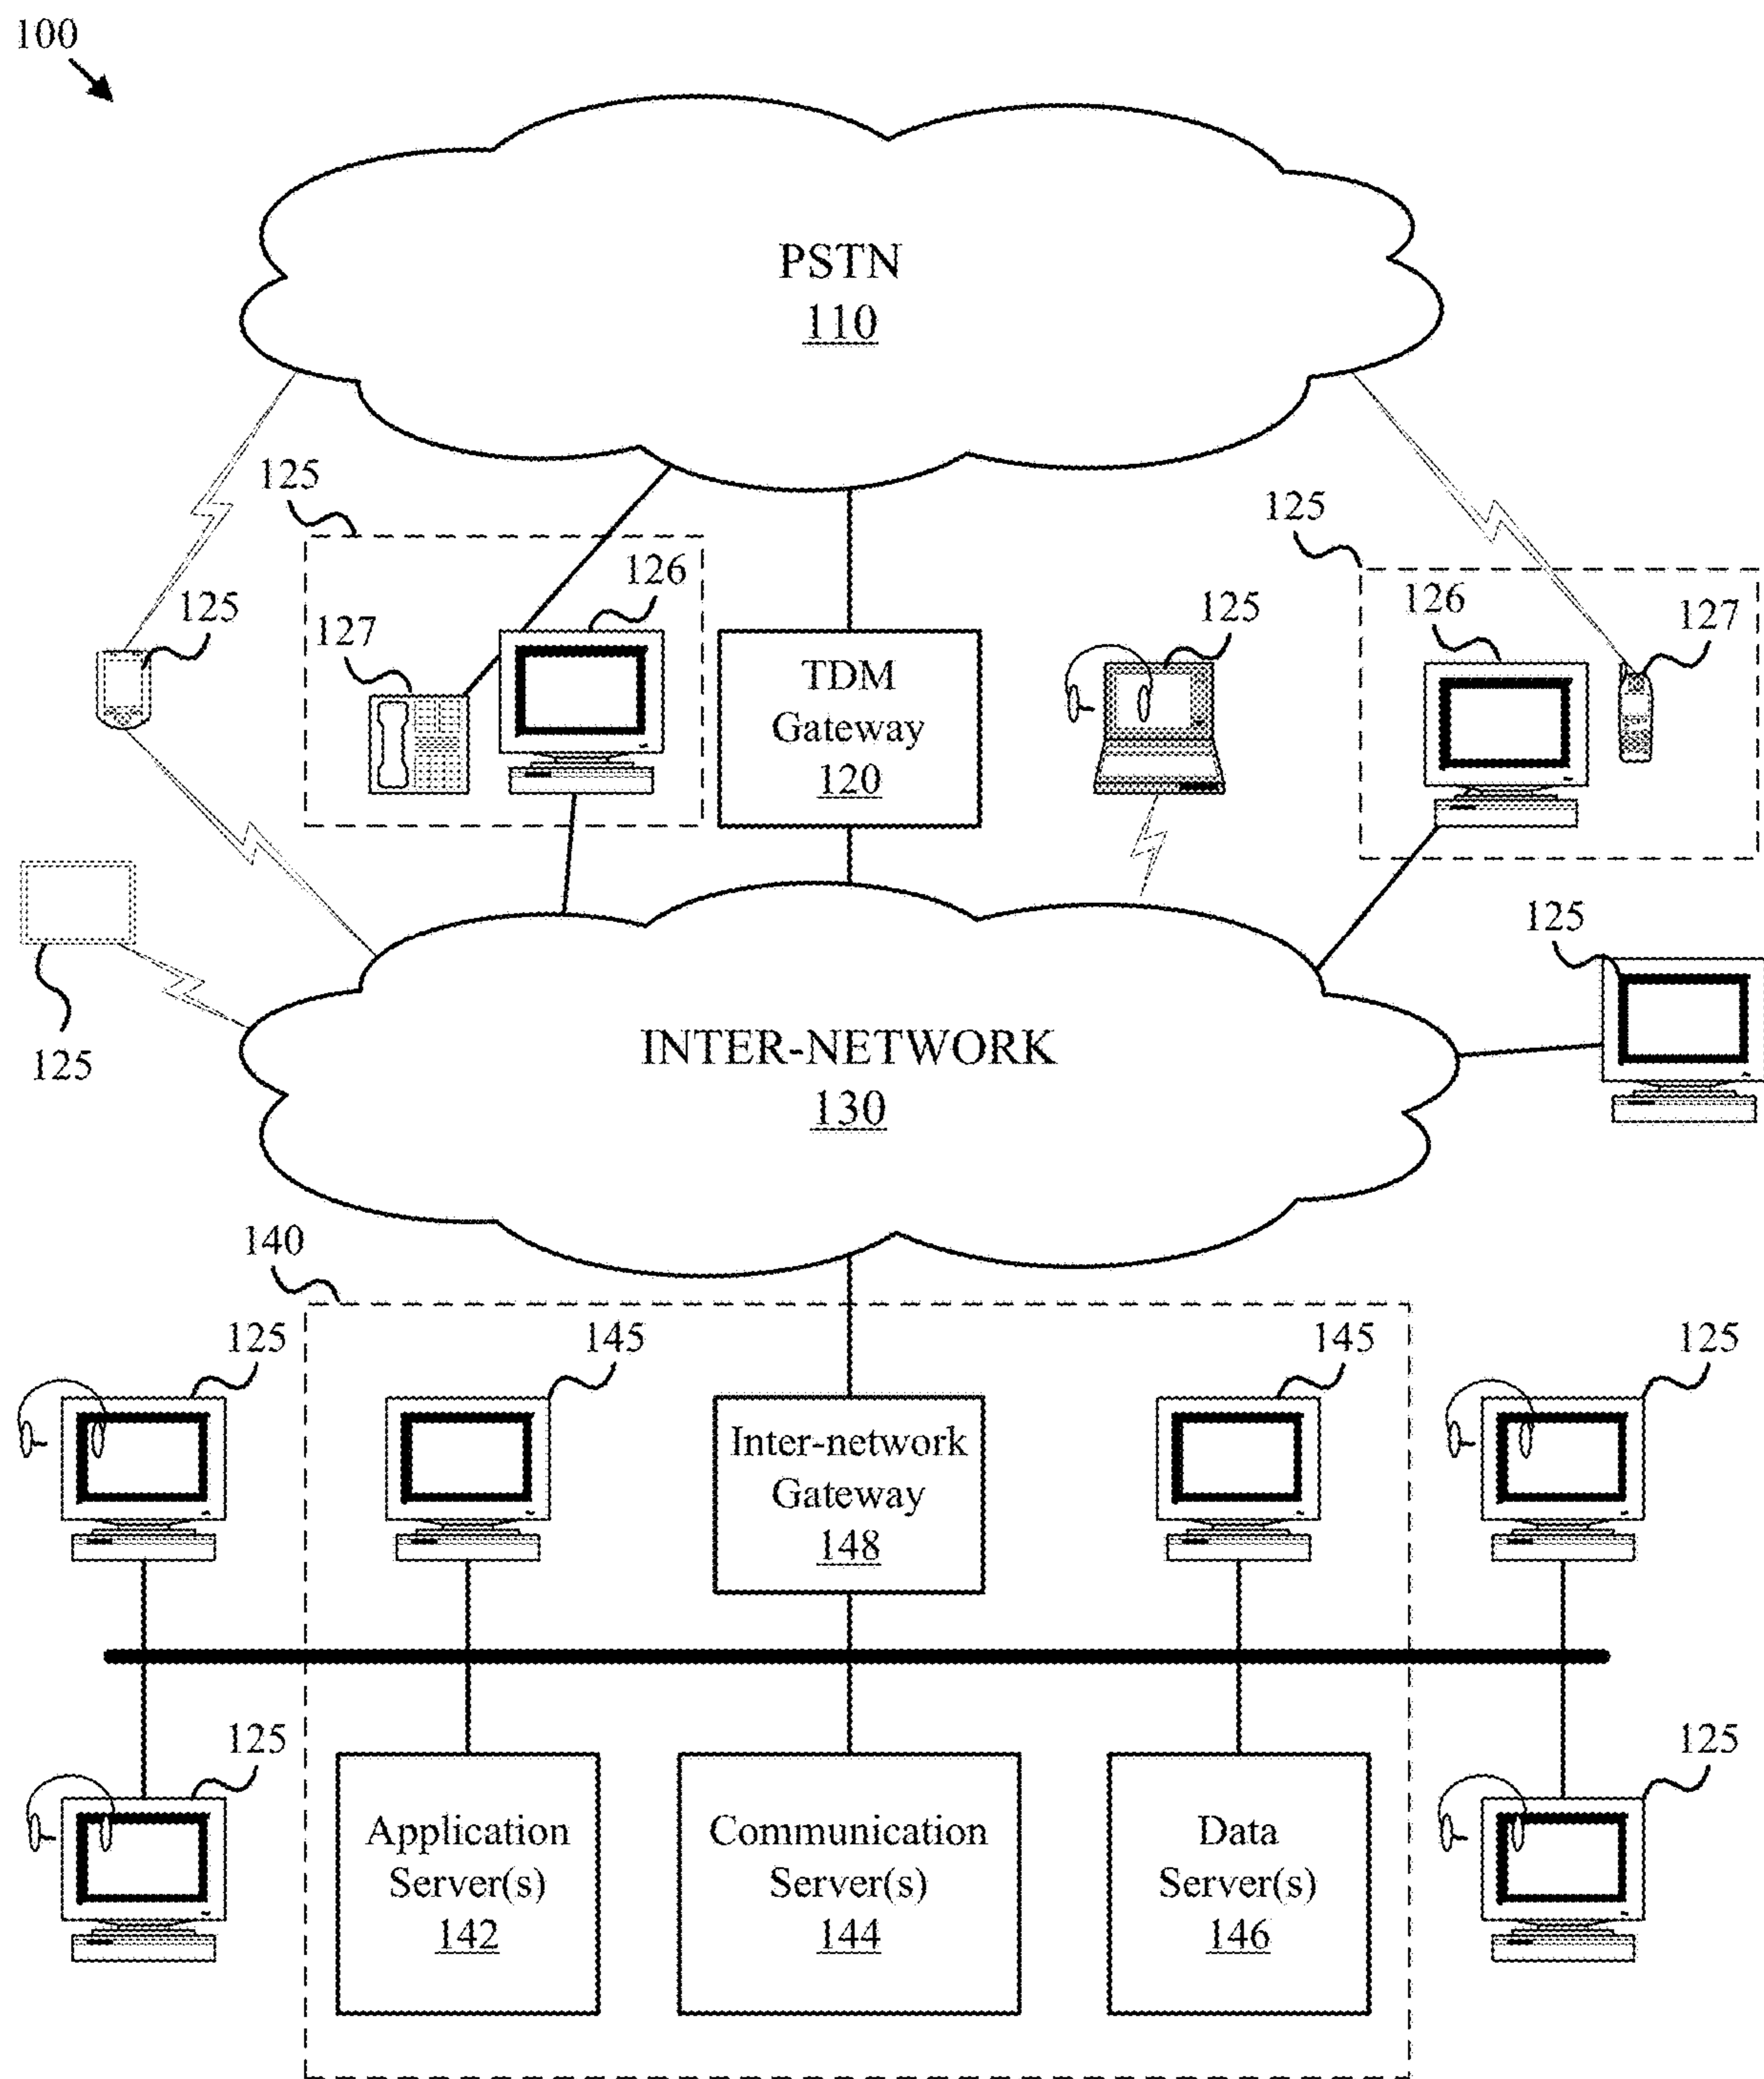 100
PSTN
110
125
125
126
125
125
126
127
127
TDM
Gateway
120
125
125
INTER-NETWORK
130
140
125
145
145
125
Inter-network
Gateway
148
125
125
Application
Server(s)
142
Communication
Server(s)
144
Data
Server(s)
146